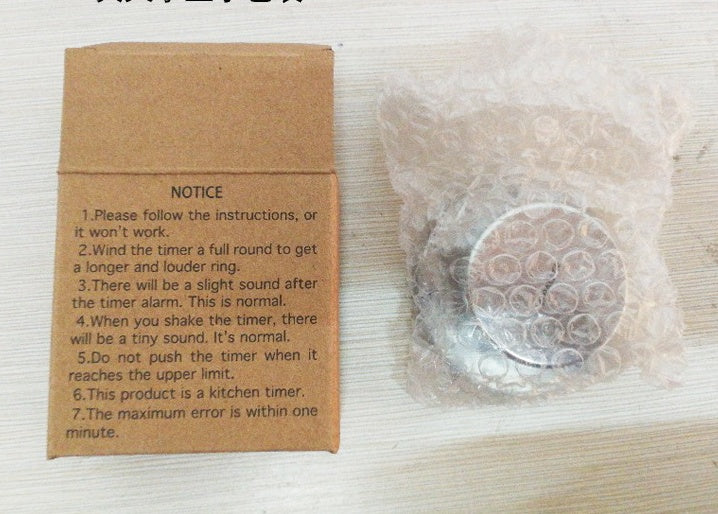 NOTICE
1.Please follow the instructions, or
it won't work.
2.Wind the timer a full round to get
a longer and louder ring.
3.There will be a slight sound after
the timer alarm. This is normal.
4.When you shake the timer, there
will be a tiny sound. It's normal.
5.Do not push the timer when it
reaches the upper limit.
6.This product is a kitchen timer.
7.The maximum error is within one
minute.